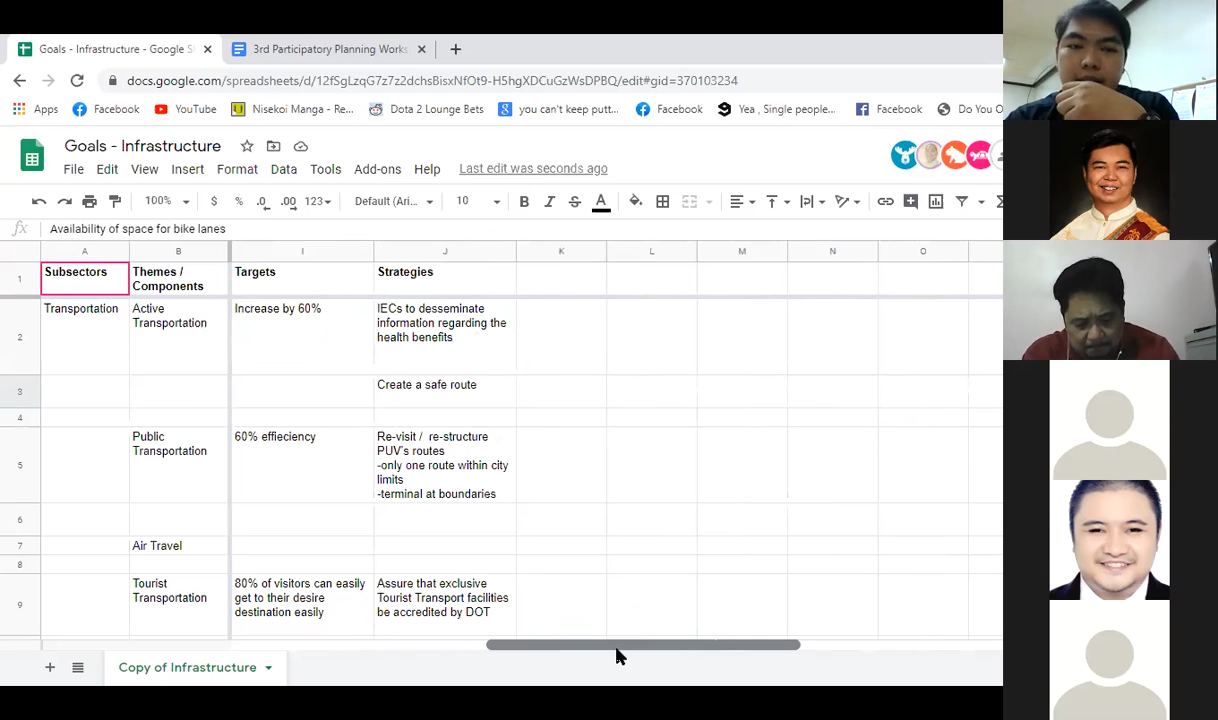 Goals - Infrastructure - Google S
3rd Participatory Planning Works
docs.google.com/spreadsheets/d/12fSgLzqG7z7z2dchsBisxNfOt9-H5hgXDCuGzWsDPBQ/edit#gid=370103234
Apps Facebook YouTube Nisekoi Manga - Re... Dota 2 Lounge Bets you can't keep putt... Facebook Yea , Single people... Facebook Do You O
Goals - Infrastructure
File Edit View Insert Format Data Tools Add-ons Help Last edit was seconds ago
100% $ % .0 .00 123 Default (Ari... 10 B I S A
fx Availability of space for bike lanes
A B I J K L M N O
1 Subsectors Themes / Components Targets Strategies
2 Transportation Active Transportation Increase by 60% IECs to desseminate
information regarding the
health benefits
3 Create a safe route
4
5 Public Transportation 60% effieciency Re-visit / re-structure
PUV's routes
-only one route within city
limits
-terminal at boundaries
6
7 Air Travel
8
9 Tourist Transportation 80% of visitors can easily get to their desire destination easily Assure that exclusive
Tourist Transport facilities
be accredited by DOT
Copy of Infrastructure